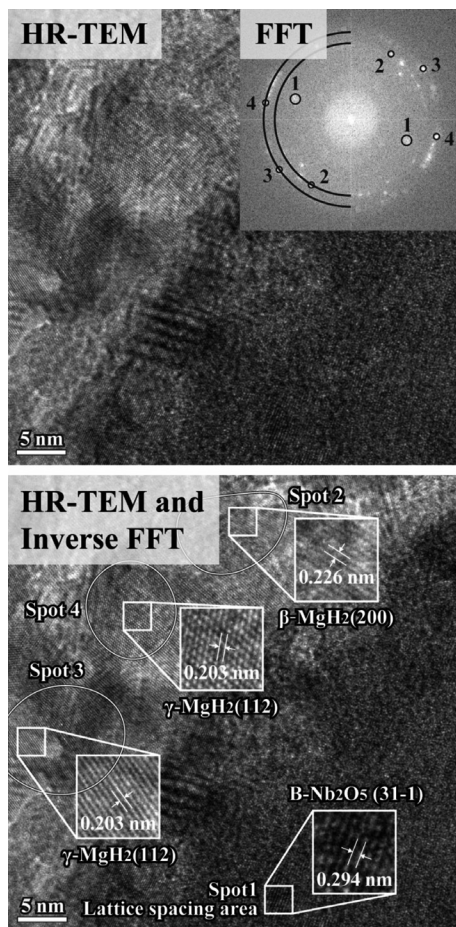 HR-TEM
FFT
2
3
1
4
1
4
3
2
5 nm
HR-TEM and
Inverse FFT
Spot 2
0.226 nm
β-MgH2(200)
Spot 4
0.203 nm
γ-MgH2(112)
Spot 3
0.203 nm
γ-MgH2(112)
B-Nb2O5 (31-1)
0.294 nm
Spot1
Lattice spacing area
5 nm